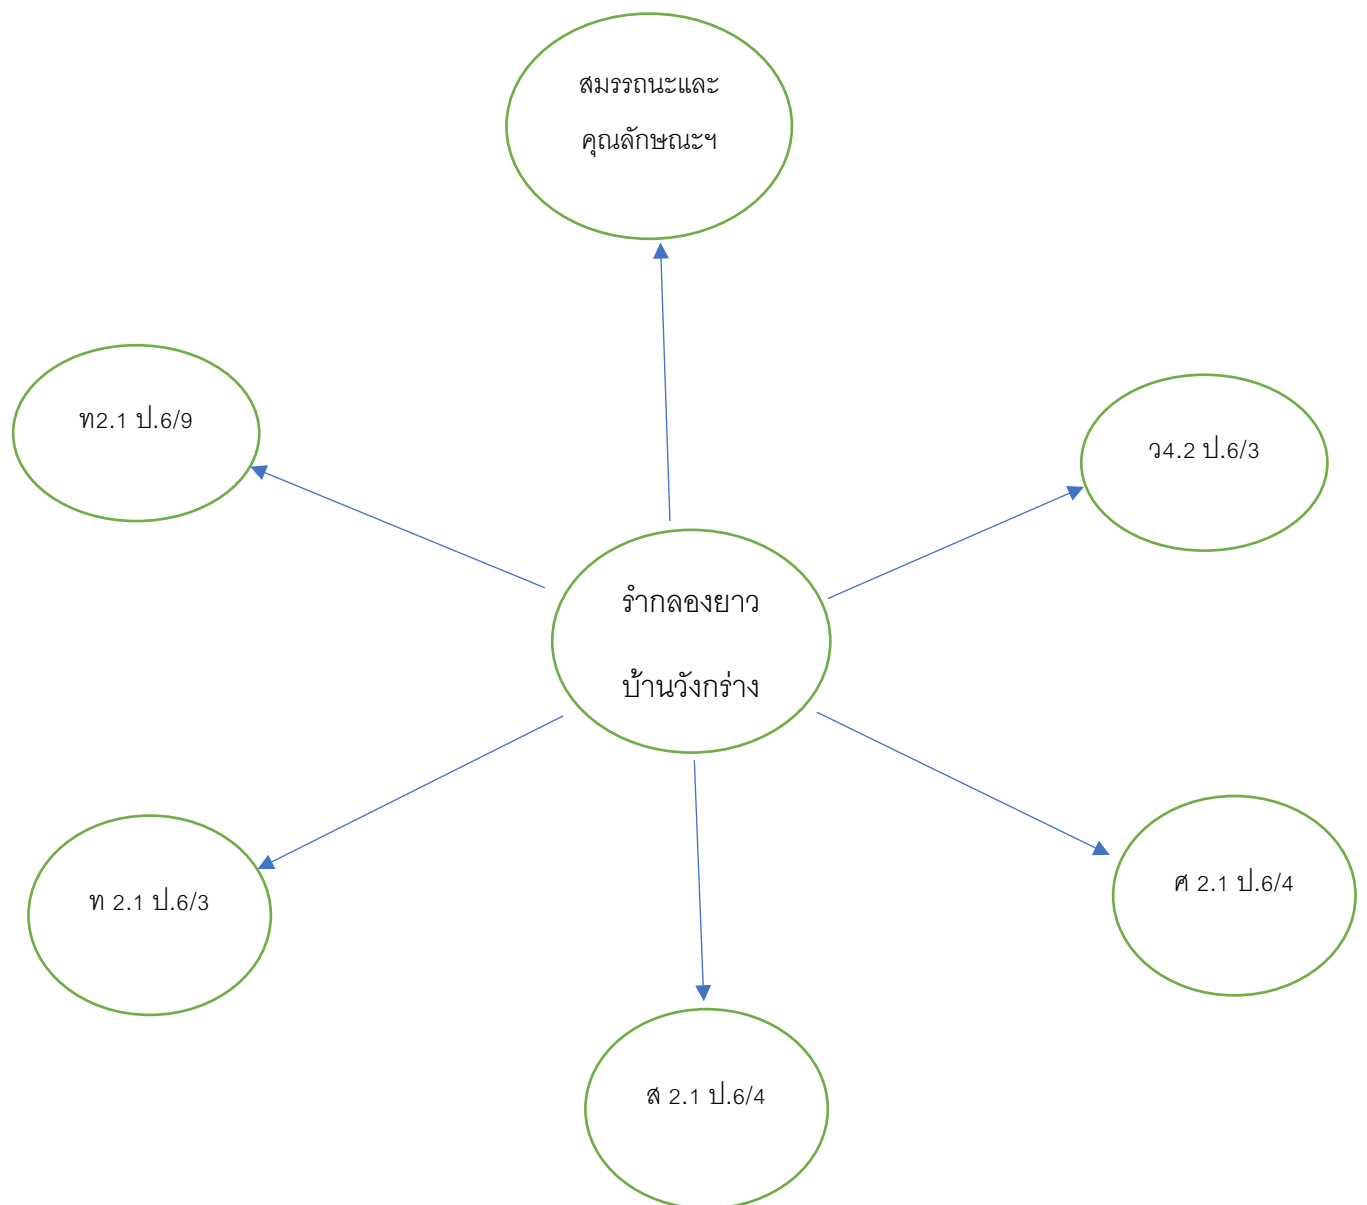 สมรรถนะและ
คุณลักษณะฯ
ท2.1 ป.6/9
ว4.2 ป.6/3
รำกลองยาว
บ้านวังกร่าง
ท 2.1 ป.6/3
ศ 2.1 ป.6/4
ส 2.1 ป.6/4